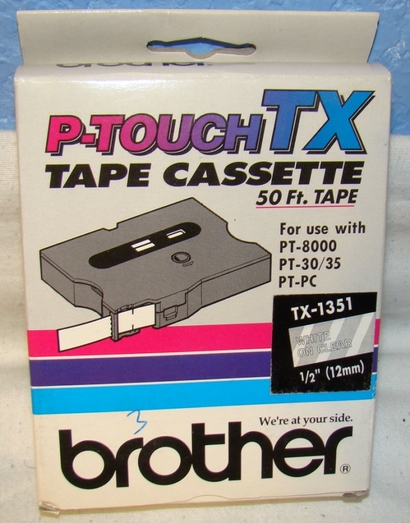 P-TOUCH TX
TAPE CASSETTE
50 Ft. TAPE
For use with
PT-8000
PT-30/35
PT-PC
TX-1351
WHITE
ON CLEAR
1/2" (12mm)
3
We're at your side.
brother®